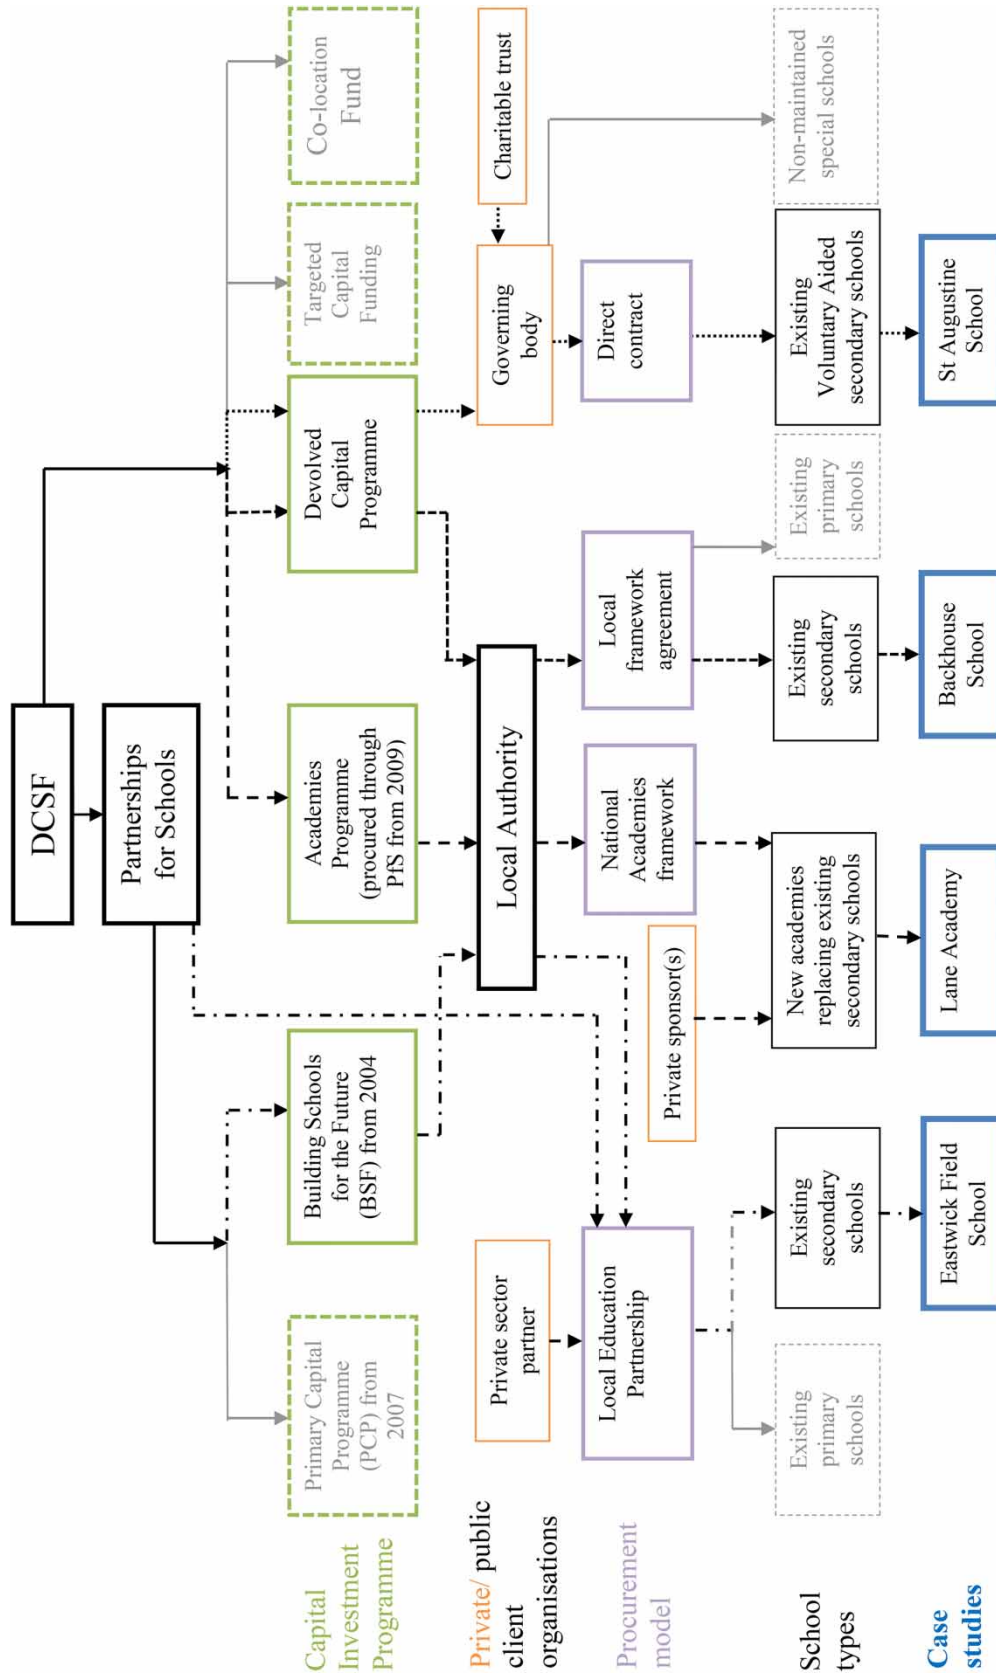 DCSF
Partnerships
for Schools
Capital
Investment
Programme
Primary Capital
Programme
(PCP) from
2007
Building Schools
for the Future
(BSF) from 2004
Academies
Programme
(procured through
PfS from 2009)
Devolved
Capital
Programme
Targeted
Capital
Funding
Co-location
Fund
Private/ public
client
organisations
Private sector
partner
Local Authority
Governing
body
Charitable trust
Private sponsor(s)
Procurement
model
Local Education
Partnership
National
Academies
framework
Local
framework
agreement
Direct
contract
School
types
Existing
primary
schools
Existing
secondary
schools
New academies
replacing existing
secondary schools
Existing
secondary
schools
Existing
primary
schools
Existing
Voluntary Aided
secondary schools
Non-maintained
special schools
Case
studies
Eastwick Field
School
Lane Academy
Backhouse
School
St Augustine
School